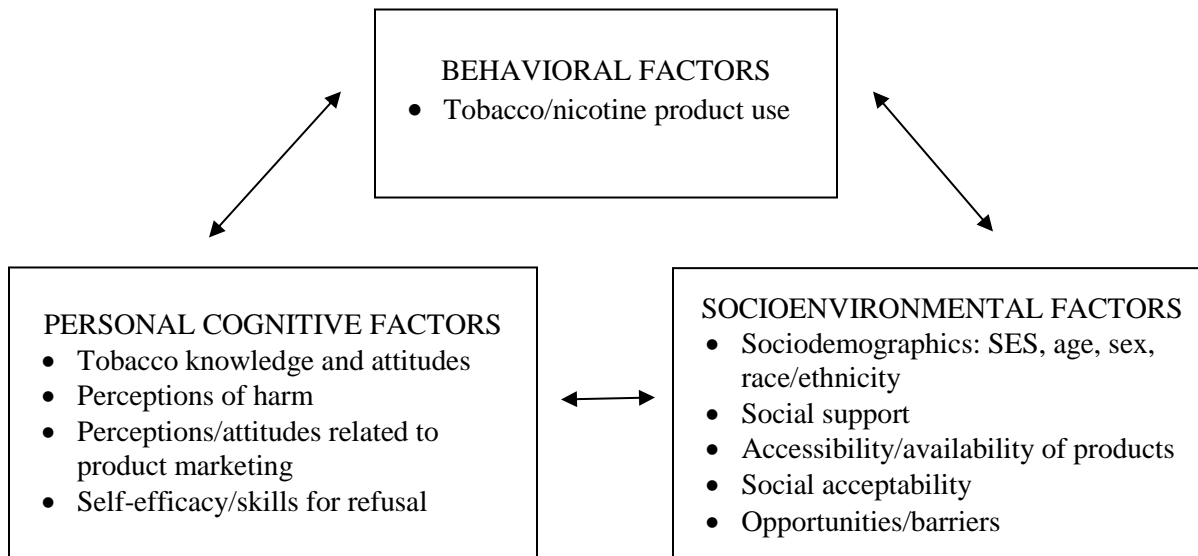 BEHAVIORAL FACTORS
• Tobacco/nicotine product use
PERSONAL COGNITIVE FACTORS
• Tobacco knowledge and attitudes
• Perceptions of harm
• Perceptions/attitudes related to
product marketing
• Self-efficacy/skills for refusal
SOCIOENVIRONMENTAL FACTORS
• Sociodemographics: SES, age, sex,
race/ethnicity
• Social support
• Accessibility/availability of products
• Social acceptability
• Opportunities/barriers